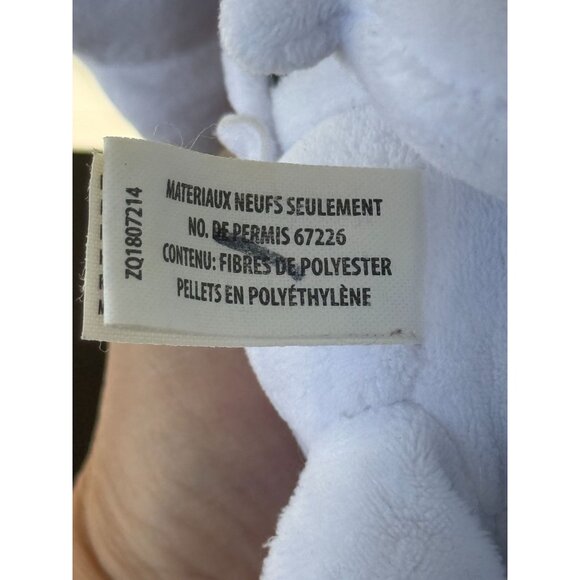 MATERIAUX NEUFS SEULEMENT
NO. DE PERMIS 67226
CONTENU: FIBRES DE POLYESTER
PELLETS EN POLYÉTHYLÈNE
ZQ1807214